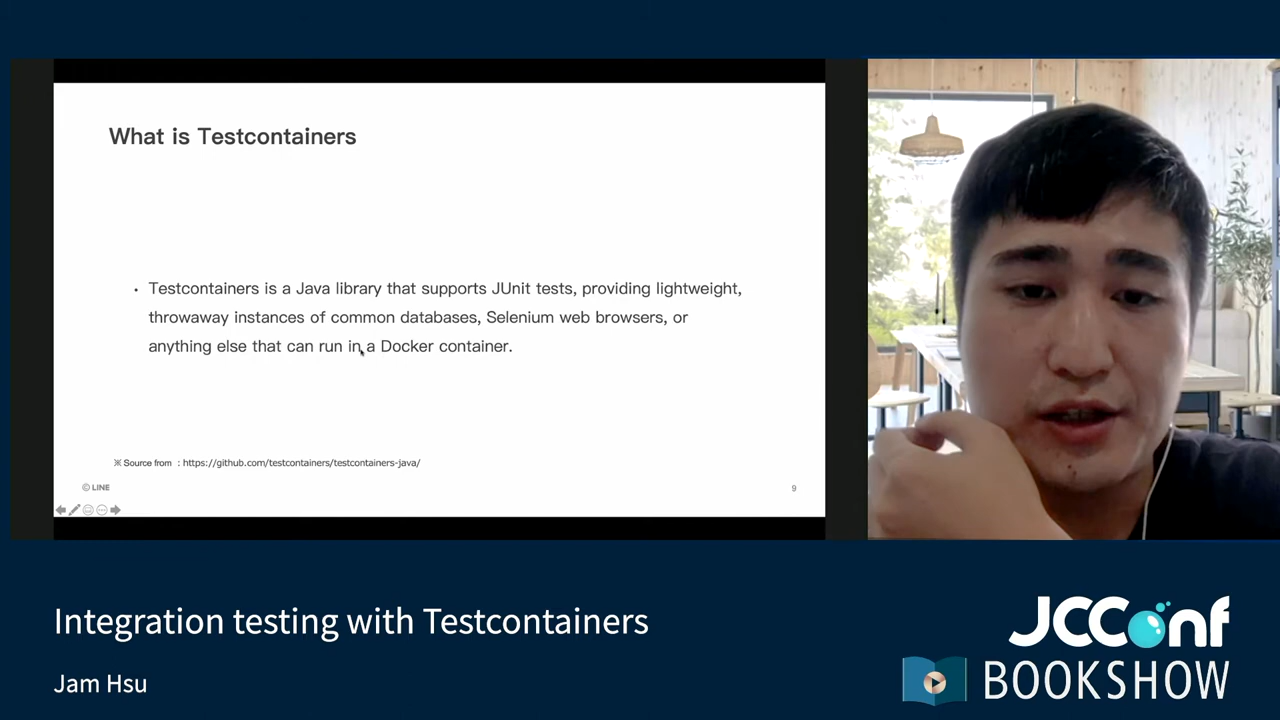 What is Testcontainers
• Testcontainers is a Java library that supports JUnit tests, providing lightweight,
throwaway instances of common databases, Selenium web browsers, or
anything else that can run in a Docker container.
※ Source from : https://github.com/testcontainers/testcontainers-java/
© LINE
9
Integration testing with Testcontainers
Jam Hsu
JCConf
BOOKSHOW